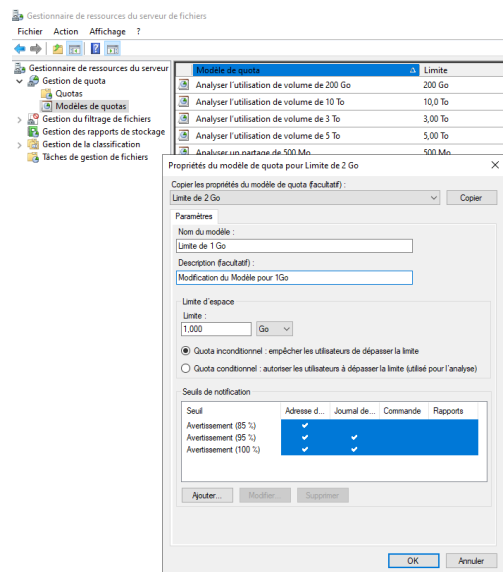 Gestionnaire de ressources du serveur de fichiers
Fichier Action Affichage ?
Gestionnaire de ressources du serveur
Gestion de quota
Quotas
Modèles de quotas
Gestion du filtrage de fichiers
Gestion des rapports de stockage
Gestion de la classification
Tâches de gestion de fichiers
Modèle de quota Limite
Analyser l'utilisation de volume de 200 Go 200 Go
Analyser l'utilisation de volume de 10 To 10,0 To
Analyser l'utilisation de volume de 3 To 3,00 To
Analyser l'utilisation de volume de 5 To 5,00 To
Analyser un partage de 500 Mo 500 Mo
Propriétés du modèle de quota pour Limite de 2 Go
Copier les propriétés du modèle de quota (facultatif) :
Limite de 2 Go Copier
Paramètres
Nom du modèle :
Limite de 1 Go
Description (facultatif) :
Modification du Modèle pour 1Go
Limite d'espace
Limite :
1,000 Go
Quota inconditionnel : empêcher les utilisateurs de dépasser la limite
Quota conditionnel : autoriser les utilisateurs à dépasser la limite (utilisé pour l'analyse)
Seuils de notification
Seuil Adresse d... Journal de... Commande Rapports
Avertissement (85 %)
Avertissement (95 %)
Avertissement (100 %)
Ajouter... Modifier... Supprimer
OK Annuler